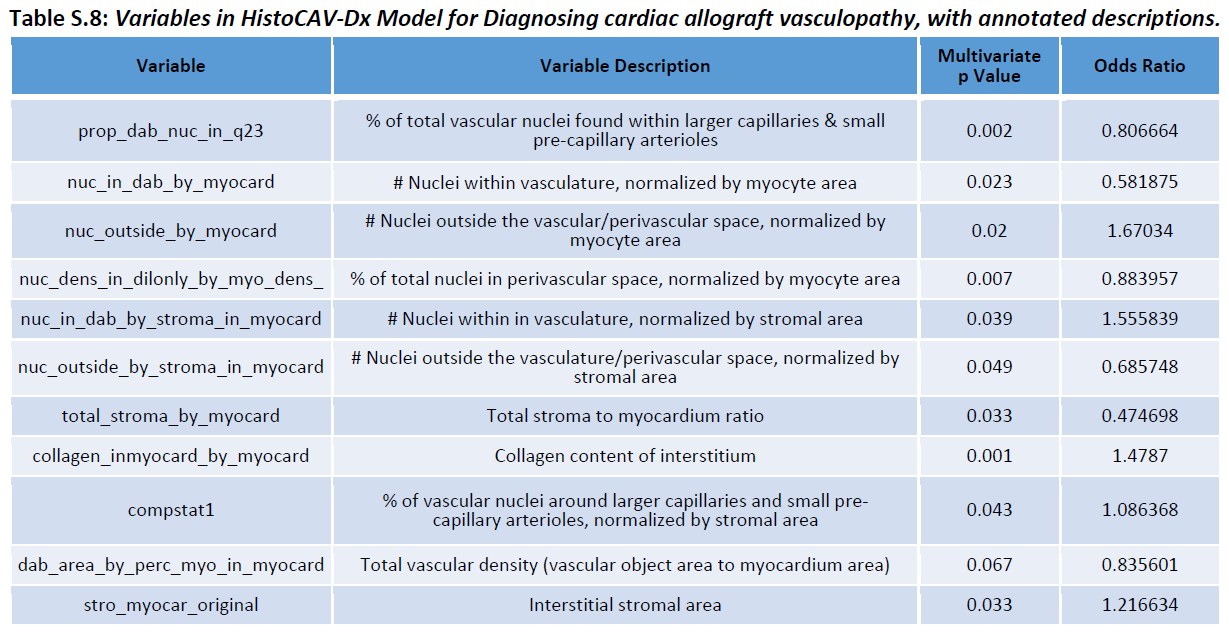 Table S.8: Variables in HistoCAV-Dx Model for Diagnosing cardiac allograft vasculopathy, with annotated descriptions.
Variable
Variable Description
Multivariate
p Value
Odds Ratio
prop_dab_nuc_in_q23
% of total vascular nuclei found within larger capillaries & small
pre-capillary arterioles
0.002
0.806664
nuc_in_dab_by_myocard
# Nuclei within vasculature, normalized by myocyte area
0.023
0.581875
nuc_outside_by_myocard
# Nuclei outside the vascular/perivascular space, normalized by
myocyte area
0.02
1.67034
nuc_dens_in_dilonly_by_myo_dens_
% of total nuclei in perivascular space, normalized by myocyte area
0.007
0.883957
nuc_in_dab_by_stroma_in_myocard
# Nuclei within in vasculature, normalized by stromal area
0.039
1.555839
nuc_outside_by_stroma_in_myocard
# Nuclei outside the vasculature/perivascular space, normalized by
stromal area
0.049
0.685748
total_stroma_by_myocard
Total stroma to myocardium ratio
0.033
0.474698
collagen_inmyocard_by_myocard
Collagen content of interstitium
0.001
1.4787
compstat1
% of vascular nuclei around larger capillaries and small pre-
capillary arterioles, normalized by stromal area
0.043
1.086368
dab_area_by_perc_myo_in_myocard
Total vascular density (vascular object area to myocardium area)
0.067
0.835601
stro_myocar_original
Interstitial stromal area
0.033
1.216634